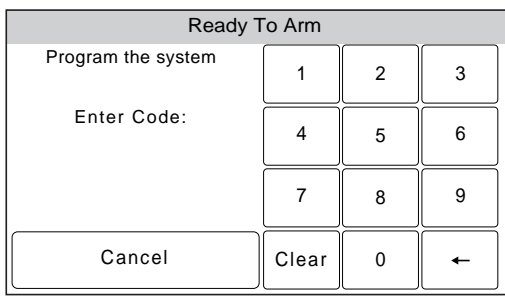 Ready To Arm
Program the system
1 2 3
Enter Code:
4 5 6
7 8 9
Cancel Clear 0 ←